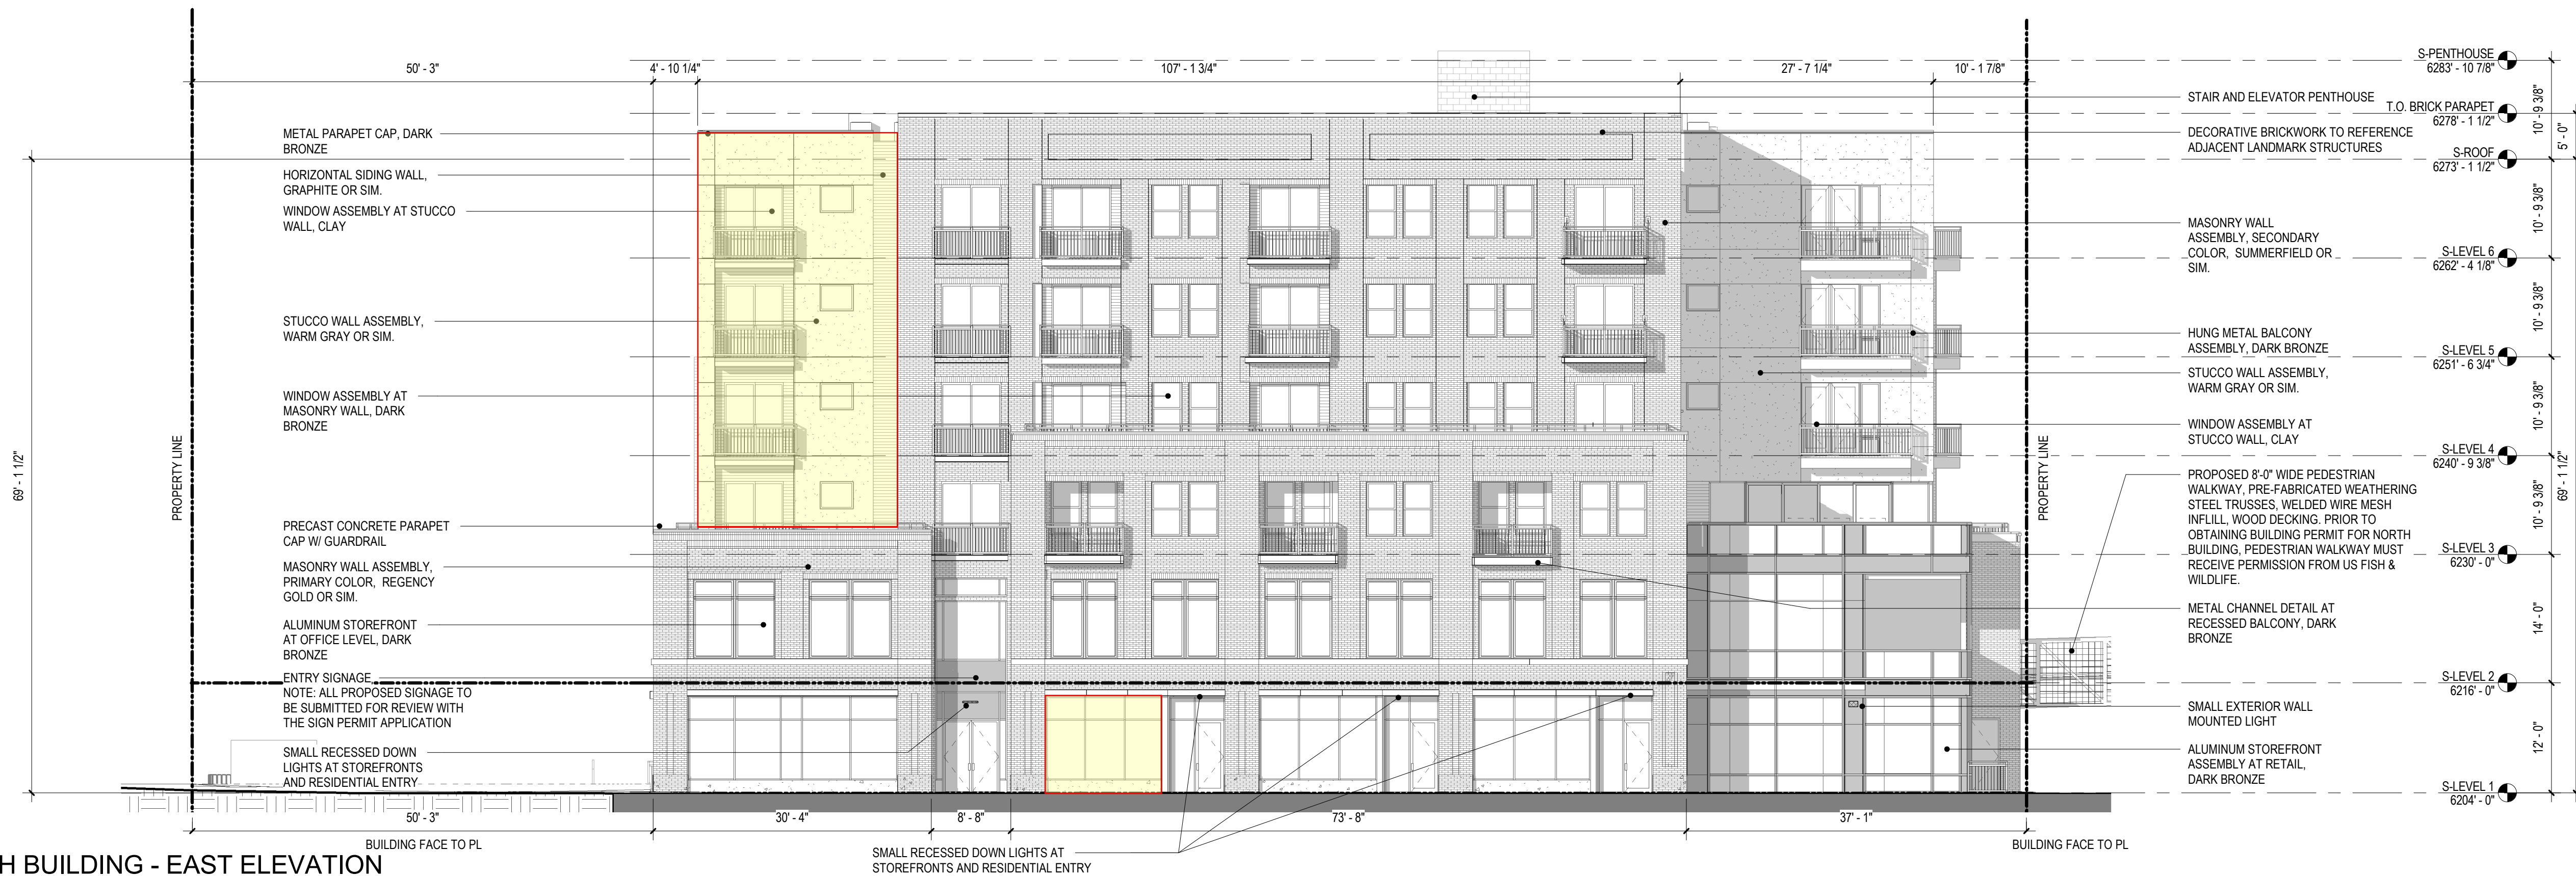 50' - 3"
4' - 10 1/4"
107' - 1 3/4"
27' - 7 1/4"
10' - 1 7/8"
METAL PARAPET CAP, DARK
BRONZE
HORIZONTAL SIDING WALL,
GRAPHITE OR SIM.
WINDOW ASSEMBLY AT STUCCO
WALL, CLAY
STUCCO WALL ASSEMBLY,
WARM GRAY OR SIM.
WINDOW ASSEMBLY AT
MASONRY WALL, DARK
BRONZE
PRECAST CONCRETE PARAPET
CAP W/ GUARDRAIL
MASONRY WALL ASSEMBLY,
PRIMARY COLOR, REGENCY
GOLD OR SIM.
ALUMINUM STOREFRONT
AT OFFICE LEVEL, DARK
BRONZE
ENTRY SIGNAGE
NOTE: ALL PROPOSED SIGNAGE TO
BE SUBMITTED FOR REVIEW WITH
THE SIGN PERMIT APPLICATION
SMALL RECESSED DOWN
LIGHTS AT STOREFRONTS
AND RESIDENTIAL ENTRY
69' - 1 1/2"
PROPERTY LINE
PROPERTY LINE
STAIR AND ELEVATOR PENTHOUSE
DECORATIVE BRICKWORK TO REFERENCE
ADJACENT LANDMARK STRUCTURES
MASONRY WALL
ASSEMBLY, SECONDARY
COLOR, SUMMERFIELD OR
SIM.
HUNG METAL BALCONY
ASSEMBLY, DARK BRONZE
STUCCO WALL ASSEMBLY,
WARM GRAY OR SIM.
WINDOW ASSEMBLY AT
STUCCO WALL, CLAY
PROPOSED 8'-0" WIDE PEDESTRIAN
WALKWAY, PRE-FABRICATED WEATHERING
STEEL TRUSSES, WELDED WIRE MESH
INFLILL, WOOD DECKING. PRIOR TO
OBTAINING BUILDING PERMIT FOR NORTH
BUILDING, PEDESTRIAN WALKWAY MUST
RECEIVE PERMISSION FROM US FISH &
WILDLIFE.
METAL CHANNEL DETAIL AT
RECESSED BALCONY, DARK
BRONZE
SMALL EXTERIOR WALL
MOUNTED LIGHT
ALUMINUM STOREFRONT
ASSEMBLY AT RETAIL,
DARK BRONZE
S-PENTHOUSE
6283' - 10 7/8"
T.O. BRICK PARAPET
6278' - 1 1/2"
S-ROOF
6273' - 1 1/2"
S-LEVEL 6
6262' - 4 1/8"
S-LEVEL 5
6251' - 6 3/4"
S-LEVEL 4
6240' - 9 3/8"
S-LEVEL 3
6230' - 0"
S-LEVEL 2
6216' - 0"
S-LEVEL 1
6204' - 0"
10' - 9 3/8"
5' - 0"
10' - 9 3/8"
10' - 9 3/8"
10' - 9 3/8"
69' - 1 1/2"
10' - 9 3/8"
14' - 0"
12' - 0"
50' - 3"
30' - 4"
8' - 8"
73' - 8"
37' - 1"
BUILDING FACE TO PL
BUILDING FACE TO PL
SMALL RECESSED DOWN LIGHTS AT
STOREFRONTS AND RESIDENTIAL ENTRY
H BUILDING - EAST ELEVATION